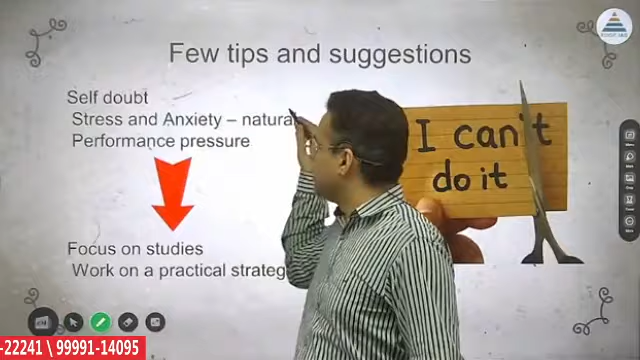 Few tips and suggestions
Self doubt
Stress and Anxiety – natural
Performance pressure
I can't
do it
Focus on studies
Work on a practical strateg
-22241 \ 99991-14095